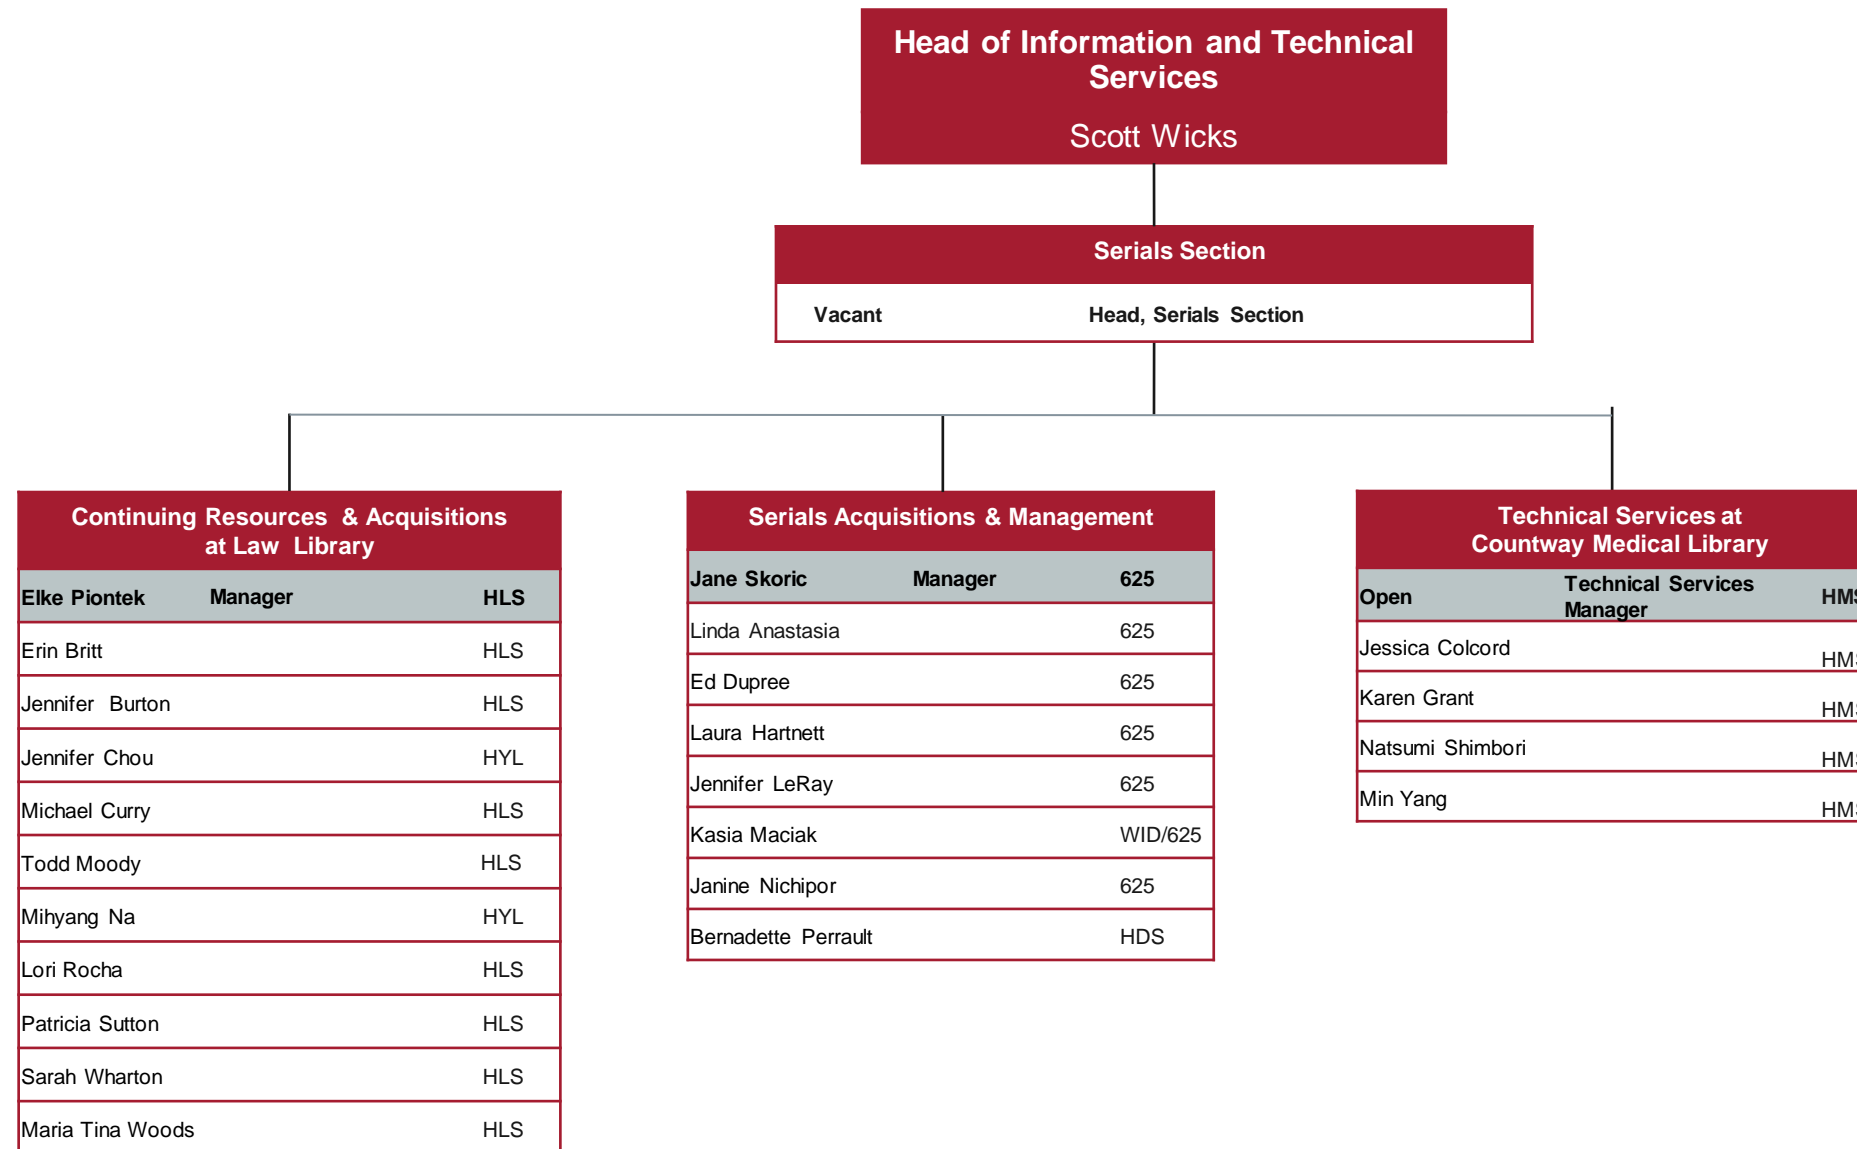 Head of Information and Technical
Services
Scott Wicks
Serials Section
Vacant Head, Serials Section
Continuing Resources & Acquisitions
at Law Library
Elke Piontek Manager HLS
Erin Britt HLS
Jennifer Burton HLS
Jennifer Chou HYL
Michael Curry HLS
Todd Moody HLS
Mihyang Na HYL
Lori Rocha HLS
Patricia Sutton HLS
Sarah Wharton HLS
Maria Tina Woods HLS
Serials Acquisitions & Management
Jane Skoric Manager 625
Linda Anastasia 625
Ed Dupree 625
Laura Hartnett 625
Jennifer LeRay 625
Kasia Maciak WID/625
Janine Nichipor 625
Bernadette Perrault HDS
Technical Services at
Countway Medical Library
Open Technical Services
Manager HMS
Jessica Colcord HMS
Karen Grant HMS
Natsumi Shimbori HMS
Min Yang HMS